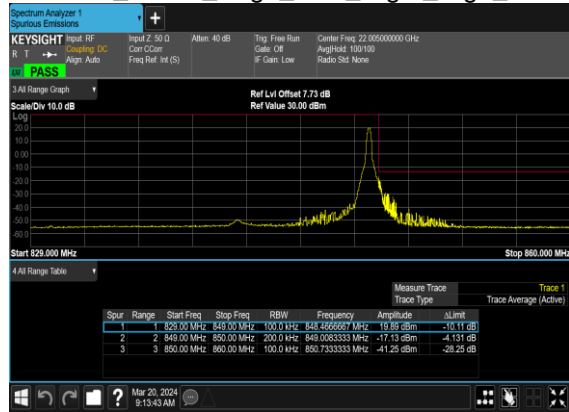 Spectrum Analyzer 1
Spurious Emissions
+
KEYSIGHT Input: RF Input Z: 50 Ω Atten: 40 dB Trig: Free Run Center Freq: 22.005000000 GHz
R T Coupling: DC Corr CCorr Gate: Off Avg|Hold: 100/100
Align: Auto Freq Ref: Int (S) IF Gain: Low Radio Std: None
PASS
3 All Range Graph
Ref Lvl Offset 7.73 dB
Scale/Div 10.0 dB Ref Value 30.00 dBm
Log
20.0
10.0
0.00
-10.0
-20.0
-30.0
-40.0
-50.0
-60.0
Start 829.000 MHz Stop 860.000 MHz
4 All Range Table
Measure Trace Trace 1
Trace Type Trace Average (Active)
Spur Range Start Freq Stop Freq RBW Frequency Amplitude ΔLimit
1 1 829.00 MHz 849.00 MHz 100.0 kHz 848.4666667 MHz 19.89 dBm -10.11 dB
2 2 849.00 MHz 850.00 MHz 200.0 kHz 849.0083333 MHz -17.13 dBm -4.131 dB
3 3 850.00 MHz 860.00 MHz 100.0 kHz 850.7333333 MHz -41.25 dBm -28.25 dB
? Mar 20, 2024
9:13:43 AM